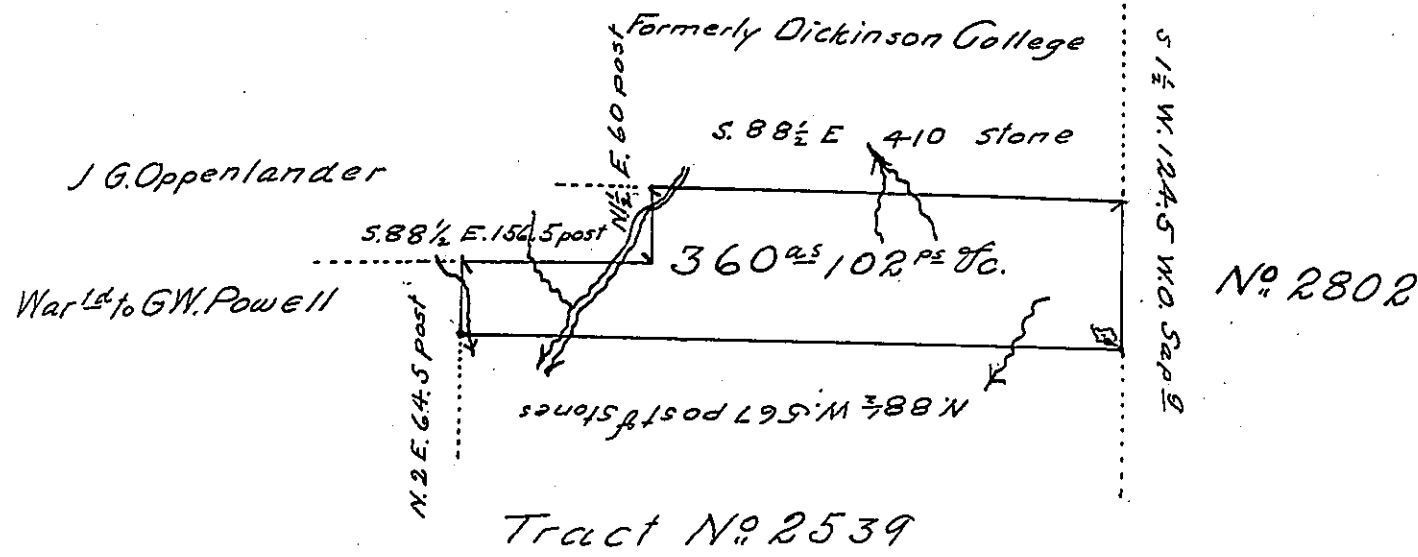 Formerly Dickinson College
S 1½ W. 124.5 W.O. Sap g
N1½ E. 60 post
S. 88½ E 410 stone
J G. Oppenlander
S. 88½ E. 156.5 post
360 as 102 ps &c.
No 2802
War td to G.W. Powell
N. 2 E. 64.5 post
N. 88½ W. 567 post & stones
Tract No 2539